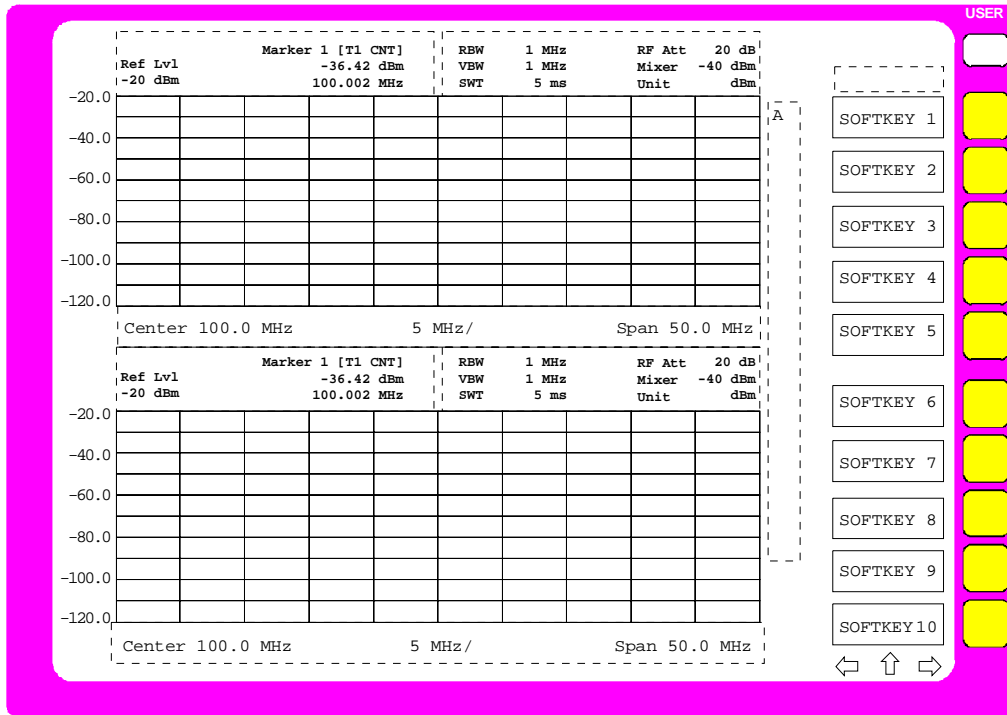 USER
Marker 1 [T1 CNT] RBW 1 MHz RF Att 20 dB
Ref Lvl -36.42 dBm VBW 1 MHz Mixer -40 dBm
-20 dBm 100.002 MHz SWT 5 ms Unit dBm
-20.0
-40.0
-60.0
-80.0
-100.0
-120.0
Center 100.0 MHz 5 MHz/ Span 50.0 MHz
Marker 1 [T1 CNT] RBW 1 MHz RF Att 20 dB
Ref Lvl -36.42 dBm VBW 1 MHz Mixer -40 dBm
-20 dBm 100.002 MHz SWT 5 ms Unit dBm
-20.0
-40.0
-60.0
-80.0
-100.0
-120.0
Center 100.0 MHz 5 MHz/ Span 50.0 MHz
A
SOFTKEY 1
SOFTKEY 2
SOFTKEY 3
SOFTKEY 4
SOFTKEY 5
SOFTKEY 6
SOFTKEY 7
SOFTKEY 8
SOFTKEY 9
SOFTKEY 10